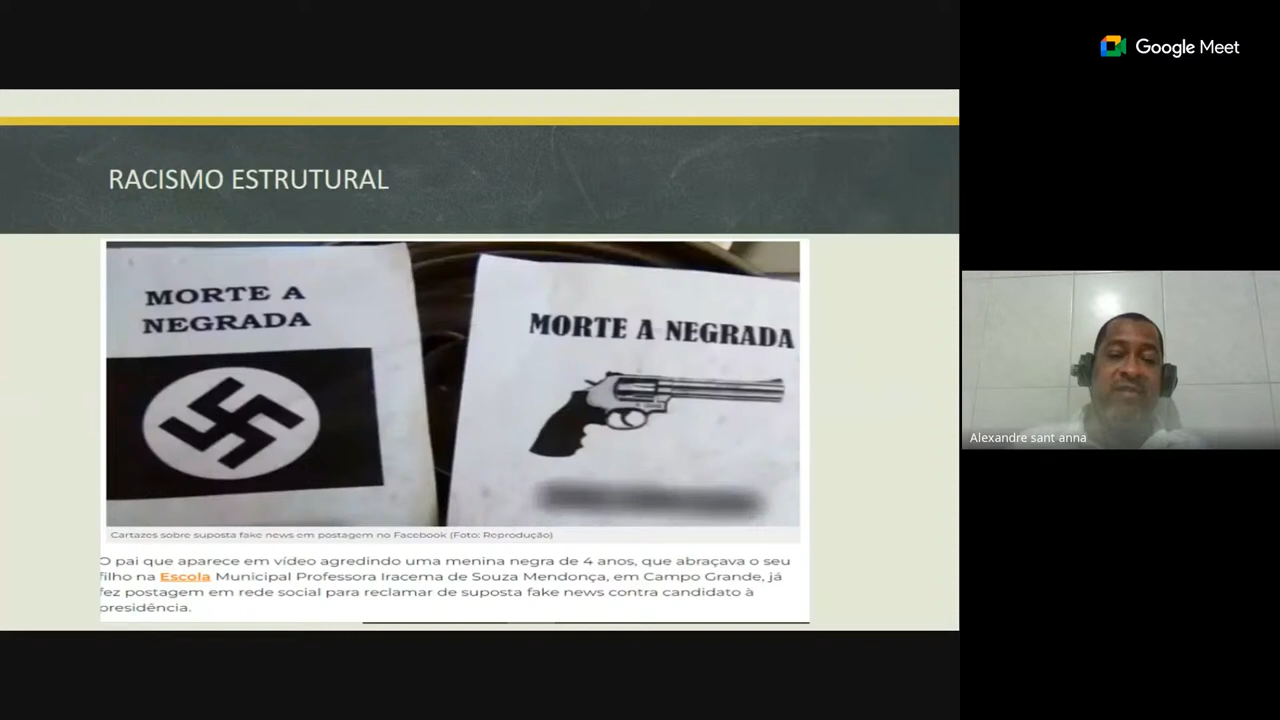 Google Meet
RACISMO ESTRUTURAL
MORTE A
NEGRADA
MORTE A NEGRADA
Cartazes sobre suposta fake news em postagem no Facebook (Foto: Reprodução)
O pai que aparece em vídeo agredindo uma menina negra de 4 anos, que abraçava o seu
filho na Escola Municipal Professora Iracema de Souza Mendonça, em Campo Grande, já
fez postagem em rede social para reclamar de suposta fake news contra candidato à
presidência.
Alexandre sant anna